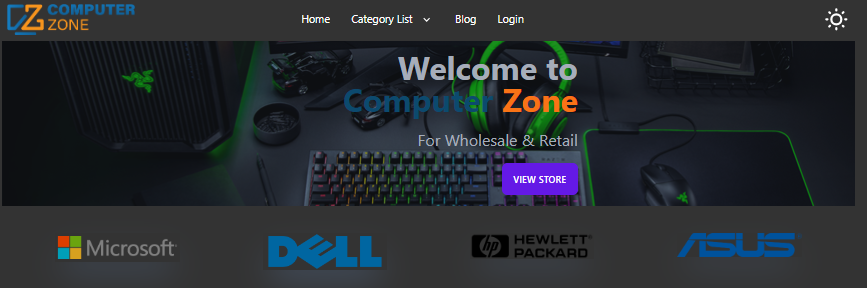 CZ COMPUTER
ZONE
Home Category List Blog Login
Welcome to
Computer Zone
For Wholesale & Retail
VIEW STORE
Microsoft
DELL
hp HEWLETT
PACKARD
ASUS